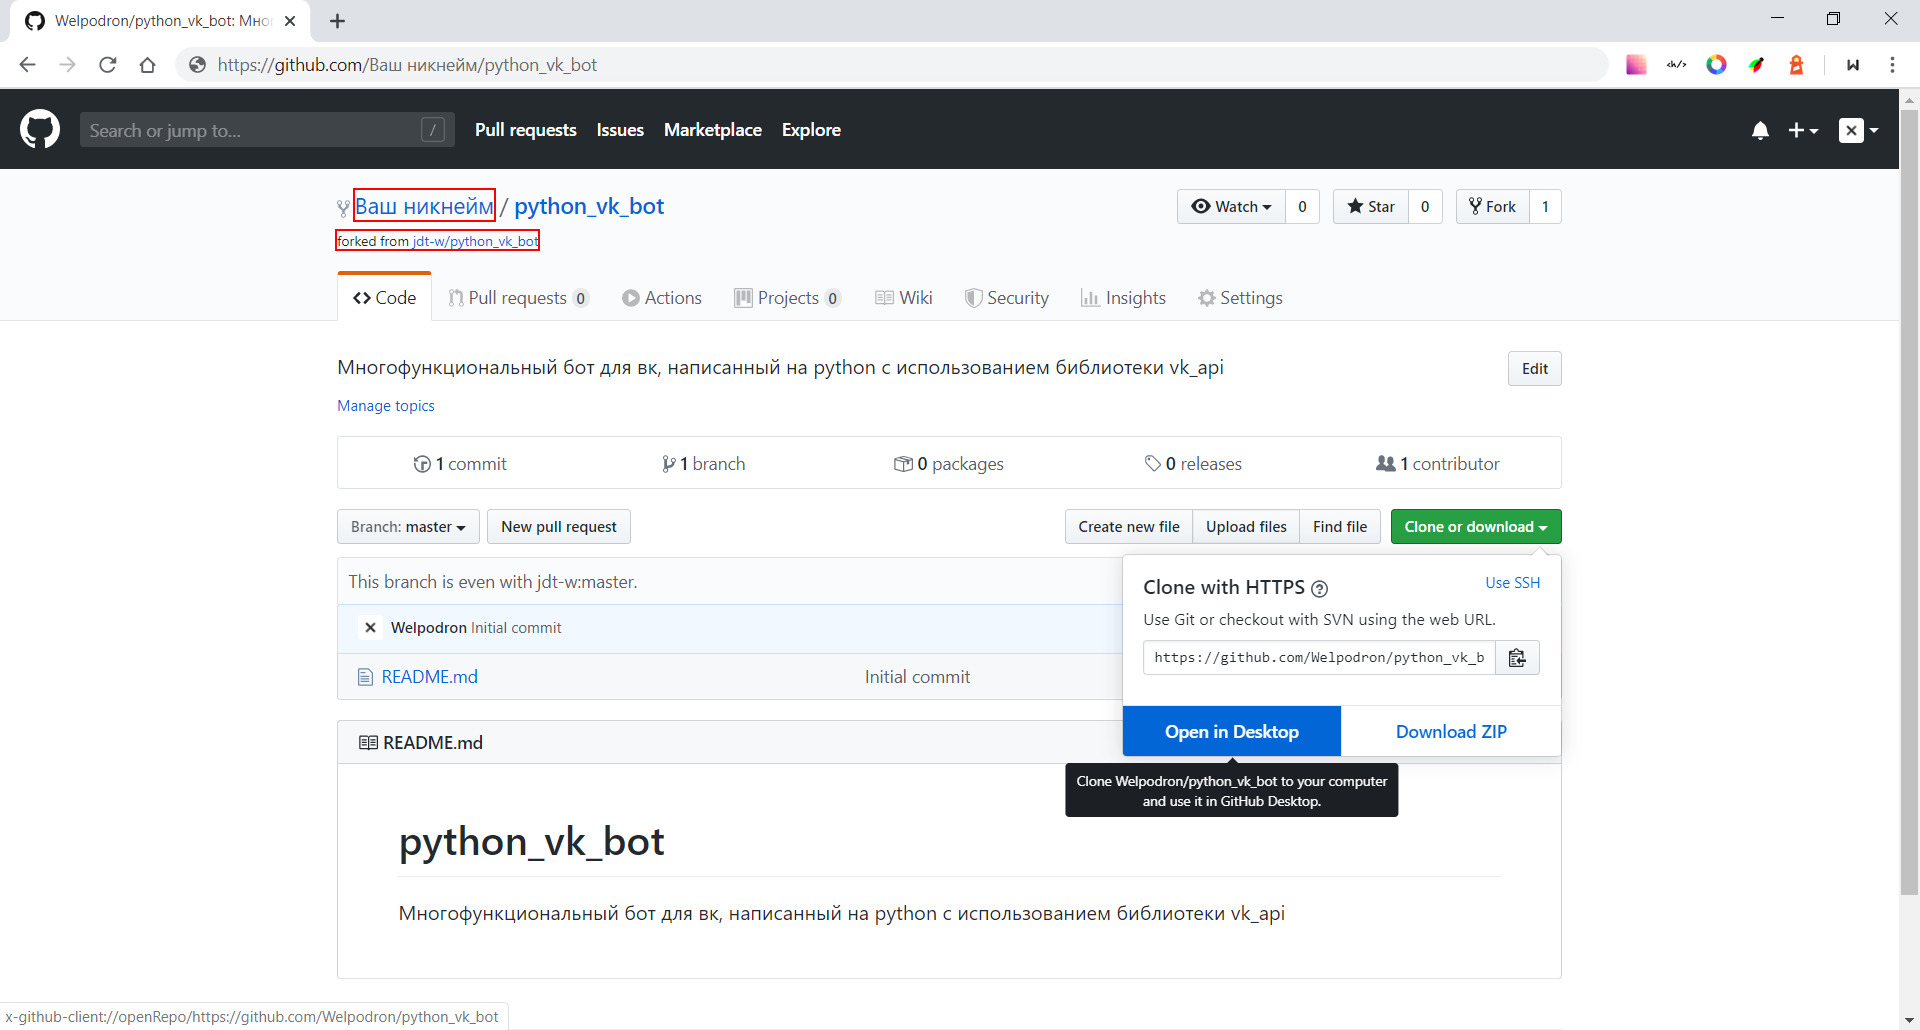 Welpodron/python_vk_bot: Мно
https://github.com/Ваш никнейм/python_vk_bot
Search or jump to...
/
Pull requests
Issues
Marketplace
Explore
Ваш никнейм / python_vk_bot
Watch 0
Star 0
Fork 1
forked from jdt-w/python_vk_bot
Code
Pull requests 0
Actions
Projects 0
Wiki
Security
Insights
Settings
Многофункциональный бот для вк, написанный на python с использованием библиотеки vk_api
Edit
Manage topics
1 commit
1 branch
0 packages
0 releases
1 contributor
Branch: master
New pull request
Create new file
Upload files
Find file
Clone or download
This branch is even with jdt-w:master.
Welpodron Initial commit
README.md
Initial commit
Clone with HTTPS
Use SSH
Use Git or checkout with SVN using the web URL.
https://github.com/Welpodron/python_vk_b
Open in Desktop
Download ZIP
Clone Welpodron/python_vk_bot to your computer
and use it in GitHub Desktop.
README.md
python_vk_bot
Многофункциональный бот для вк, написанный на python с использованием библиотеки vk_api
x-github-client://openRepo/https://github.com/Welpodron/python_vk_bot